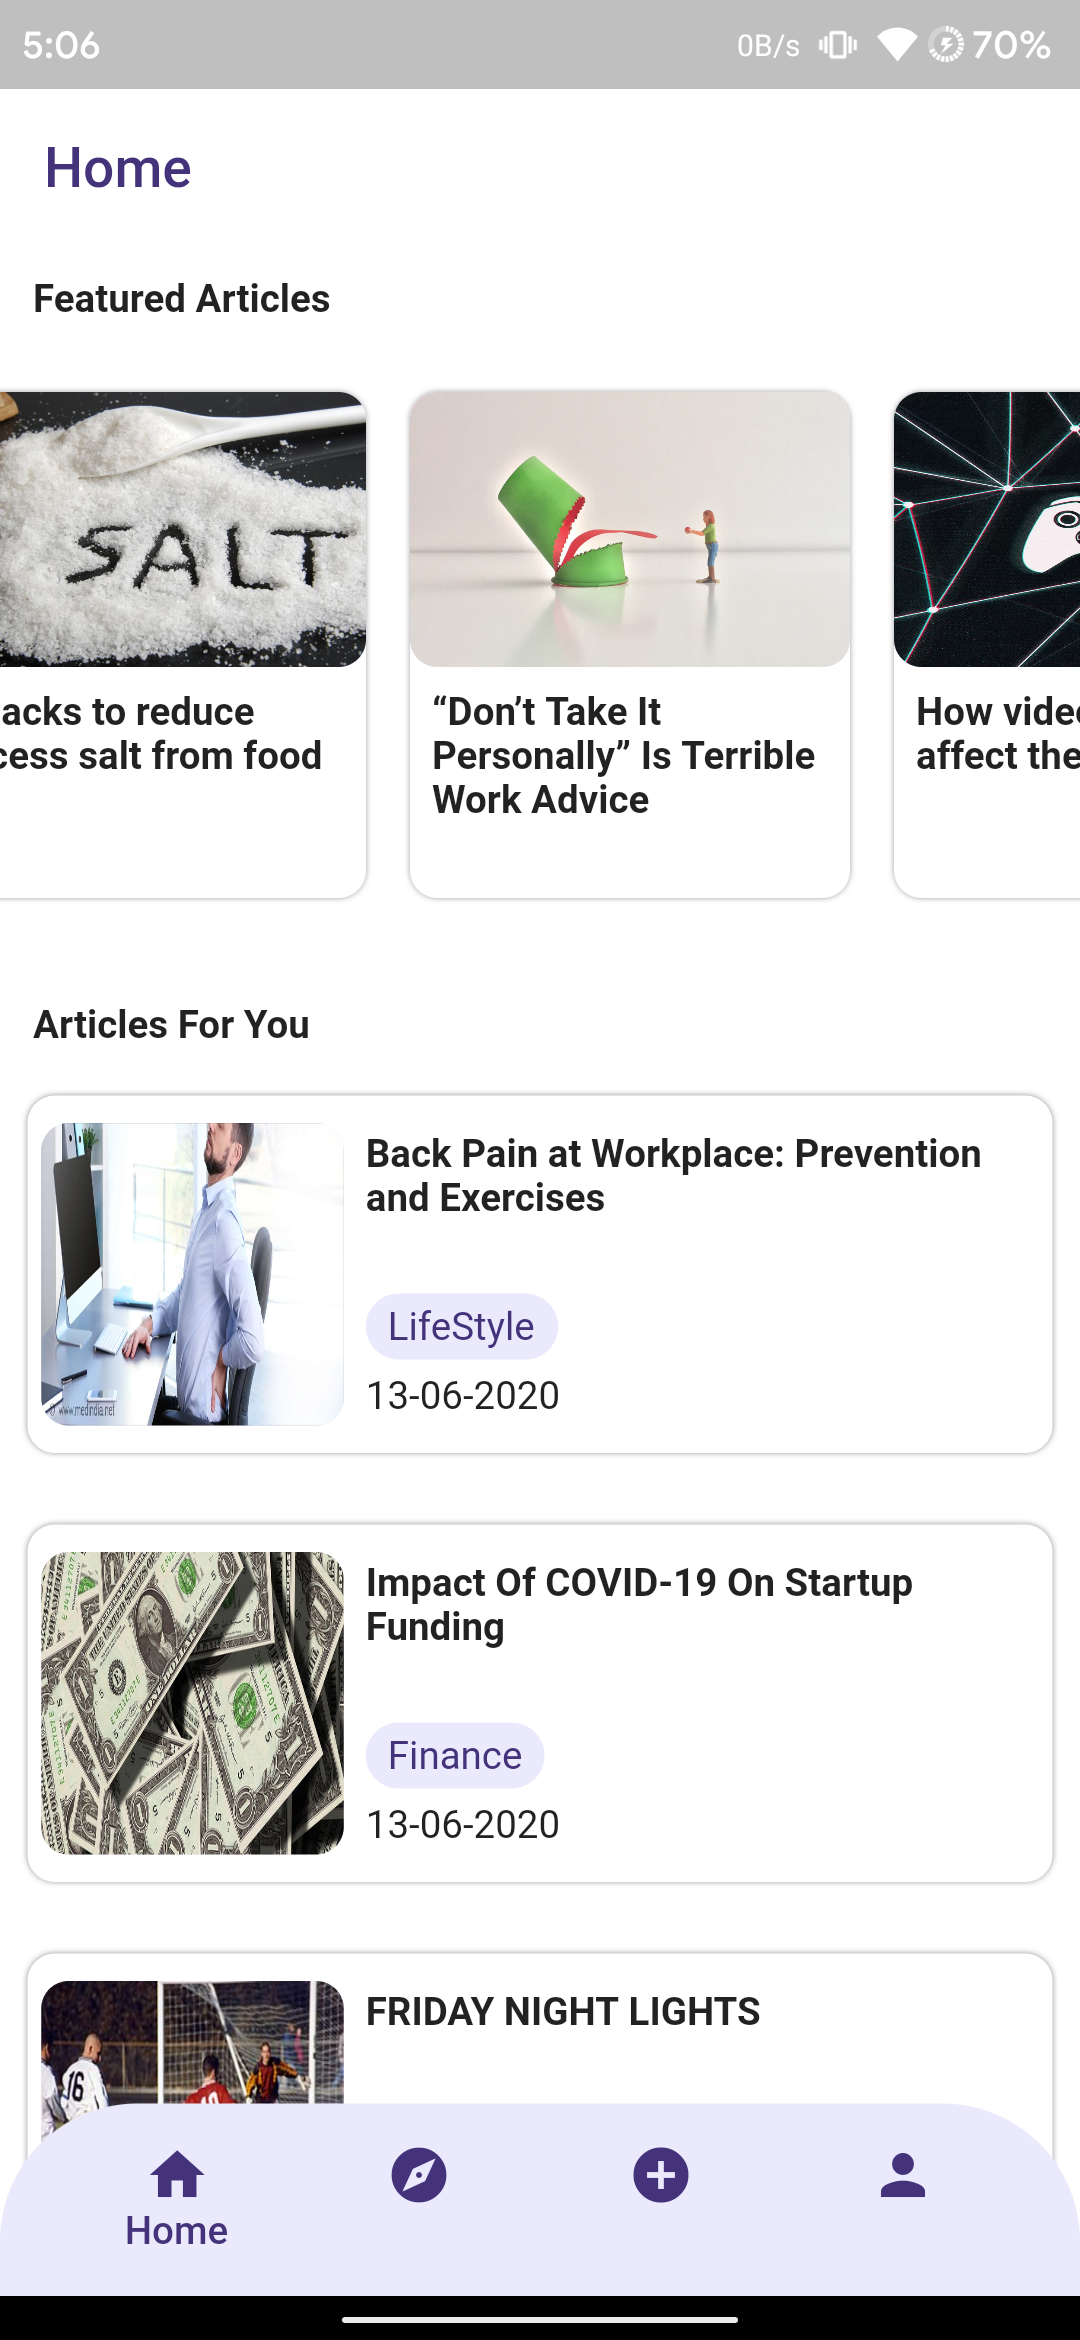 5:06
0B/s
70%
Home
Featured Articles
SALT
acks to reduce
cess salt from food
“Don’t Take It
Personally” Is Terrible
Work Advice
How vide
affect the
Articles For You
Back Pain at Workplace: Prevention
and Exercises
LifeStyle
13-06-2020
© www.medindia.net
Impact Of COVID-19 On Startup
Funding
Finance
13-06-2020
FRIDAY NIGHT LIGHTS
16
Home